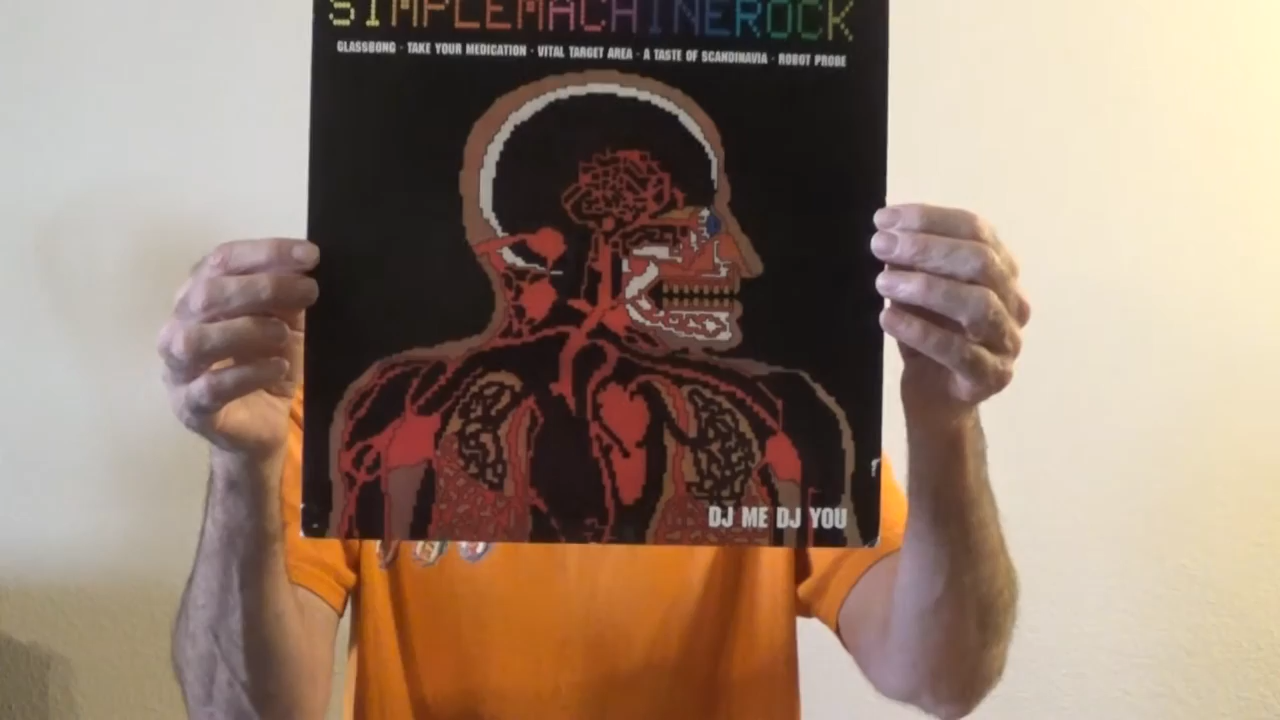 SIMPLEMACHINEROCK
GLASSBONG · TAKE YOUR MEDICATION · VITAL TARGET AREA · A TASTE OF SCANDINAVIA · ROBOT PROBE
DJ ME DJ YOU